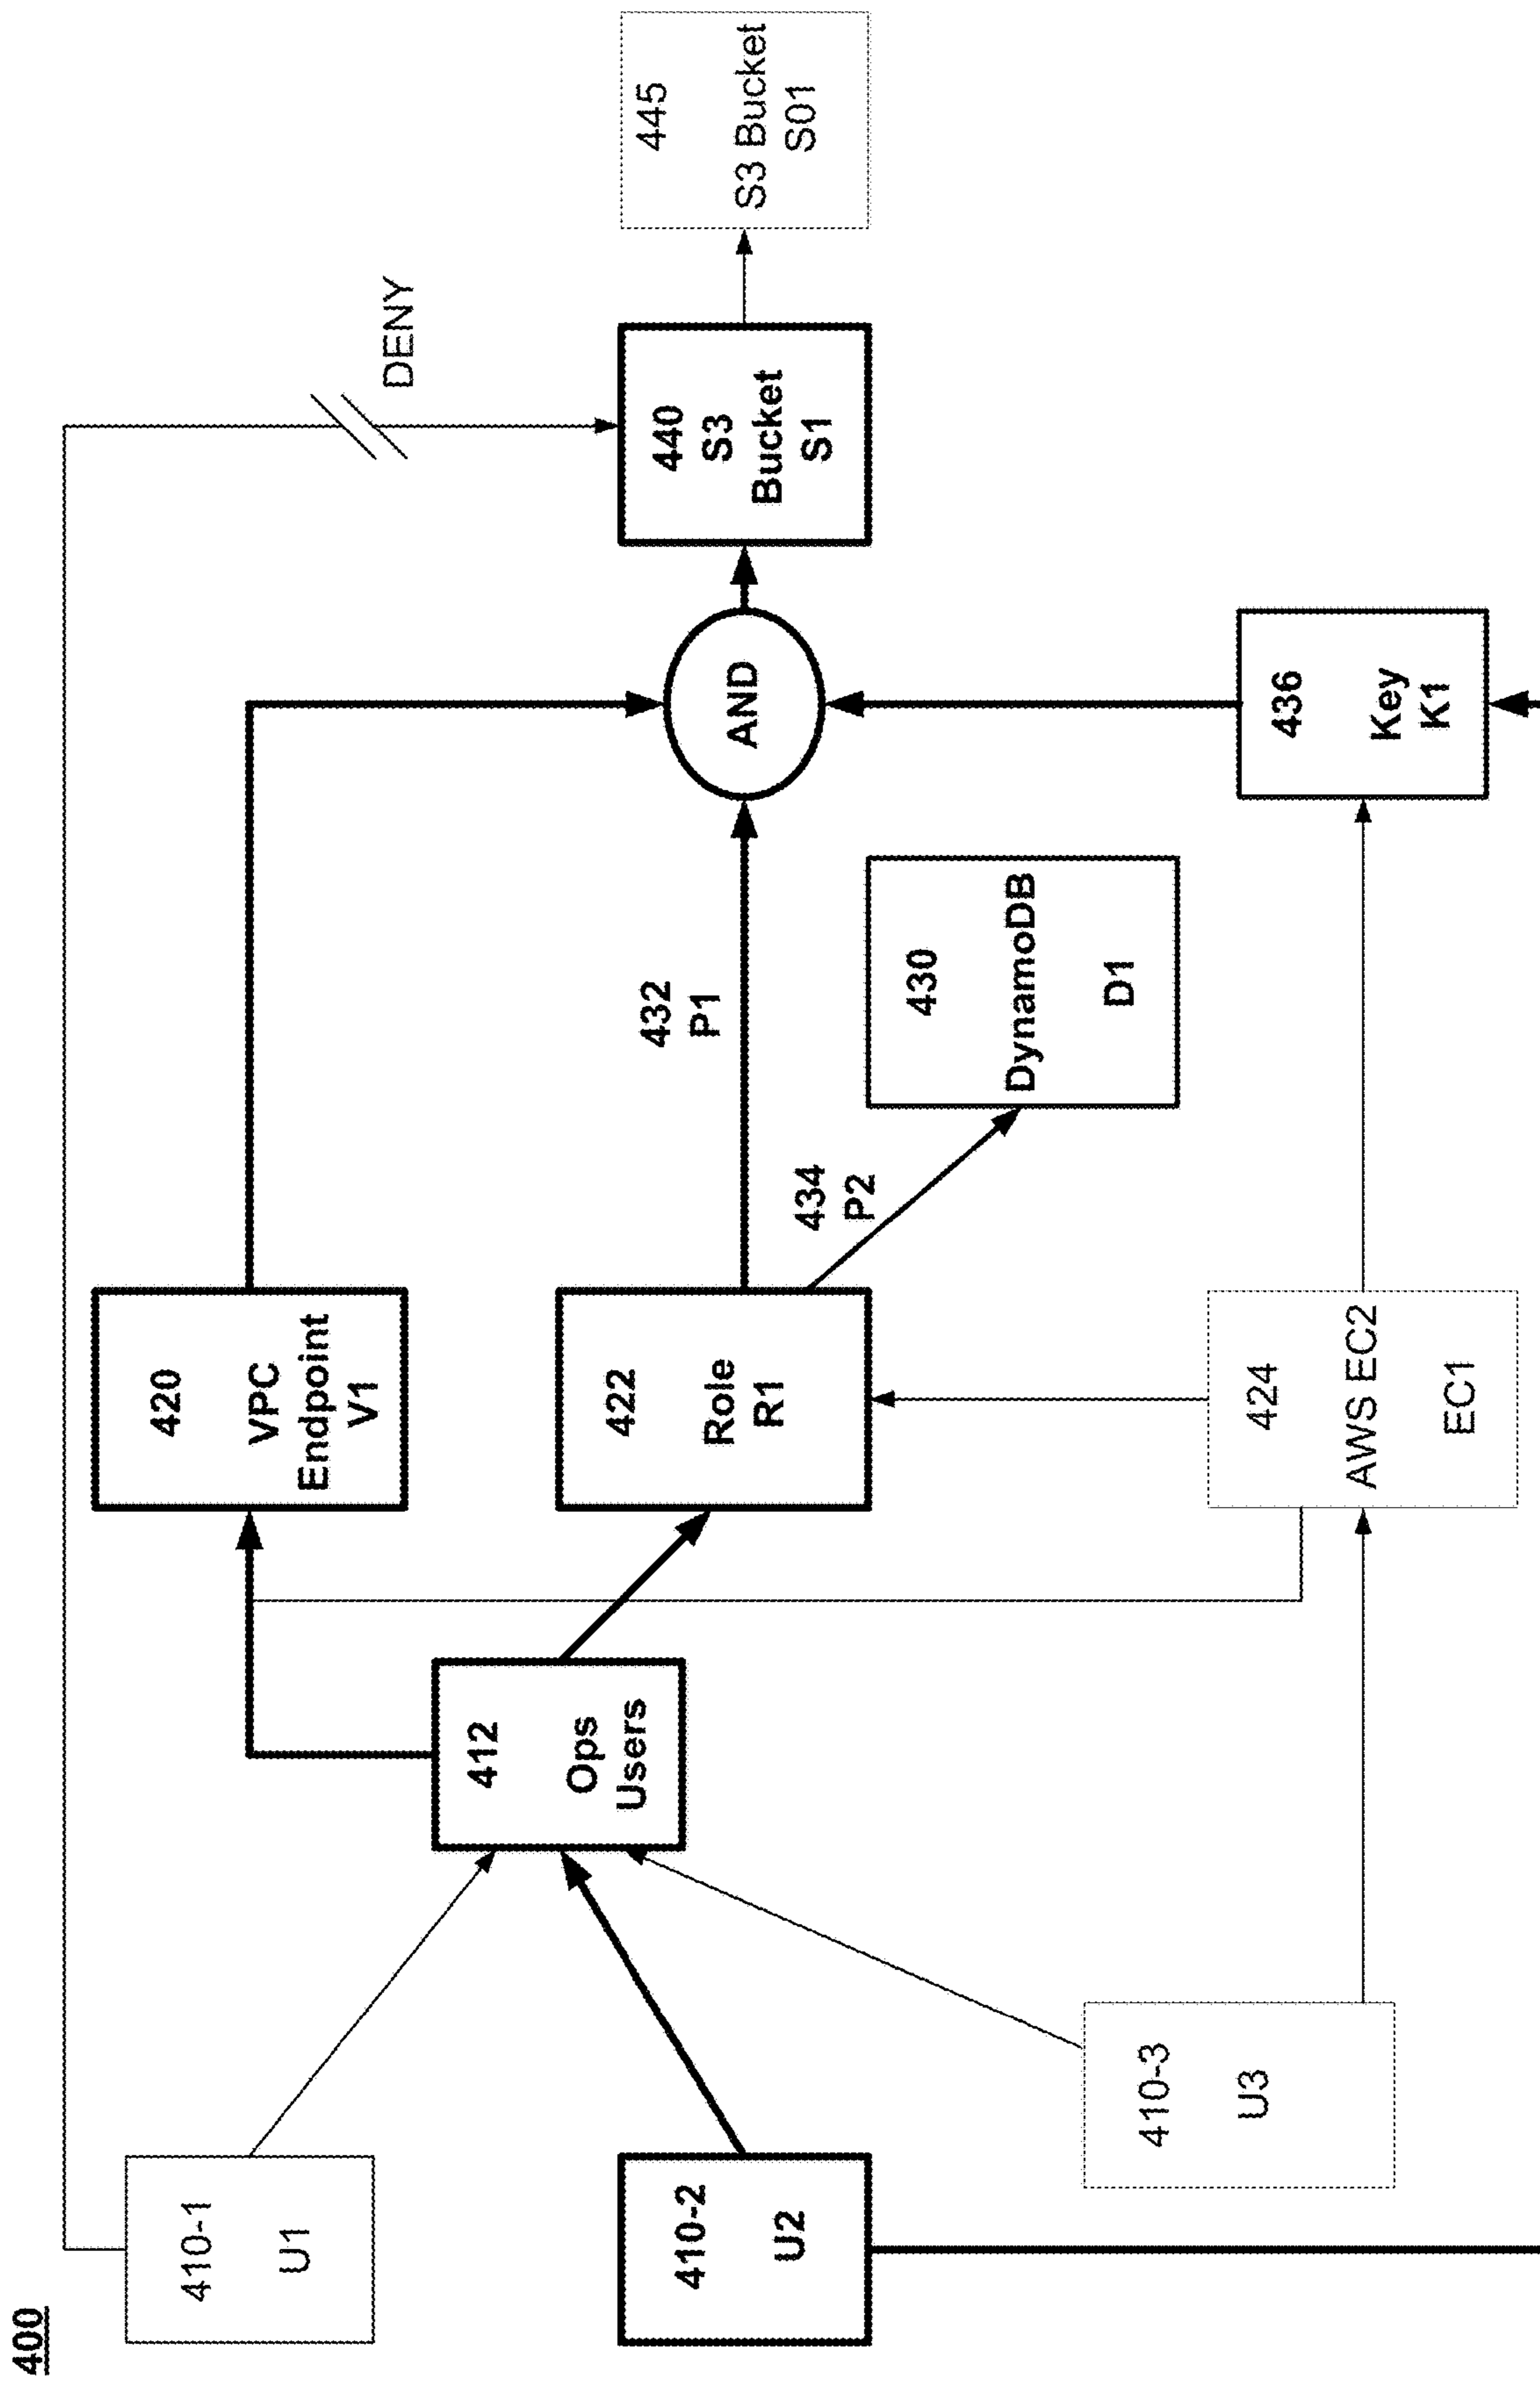 400
410-1
U1
410-2
U2
410-3
U3
412
Ops
Users
420
VPC
Endpoint
V1
422
Role
R1
424
AWS EC2
EC1
432
P1
434
P2
430
DynamoDB
D1
AND
436
Key
K1
DENY
440
S3
Bucket
S1
445
S3 Bucket
S01